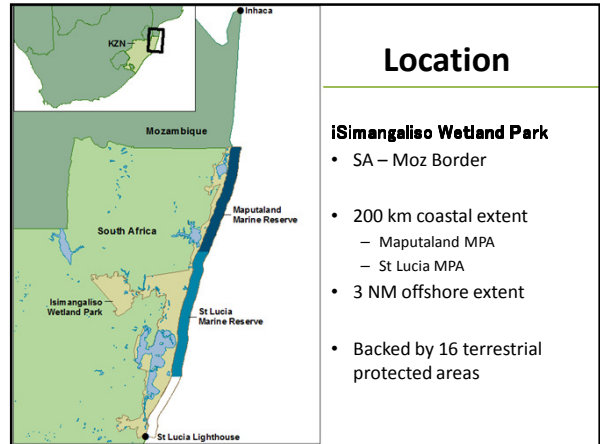 Inhaca
KZN
Mozambique
Maputaland
Marine Reserve
South Africa
Isimangaliso
Wetland Park
St Lucia
Marine Reserve
St Lucia Lighthouse
Location
iSimangaliso Wetland Park
• SA – Moz Border
• 200 km coastal extent
– Maputaland MPA
– St Lucia MPA
• 3 NM offshore extent
• Backed by 16 terrestrial
protected areas